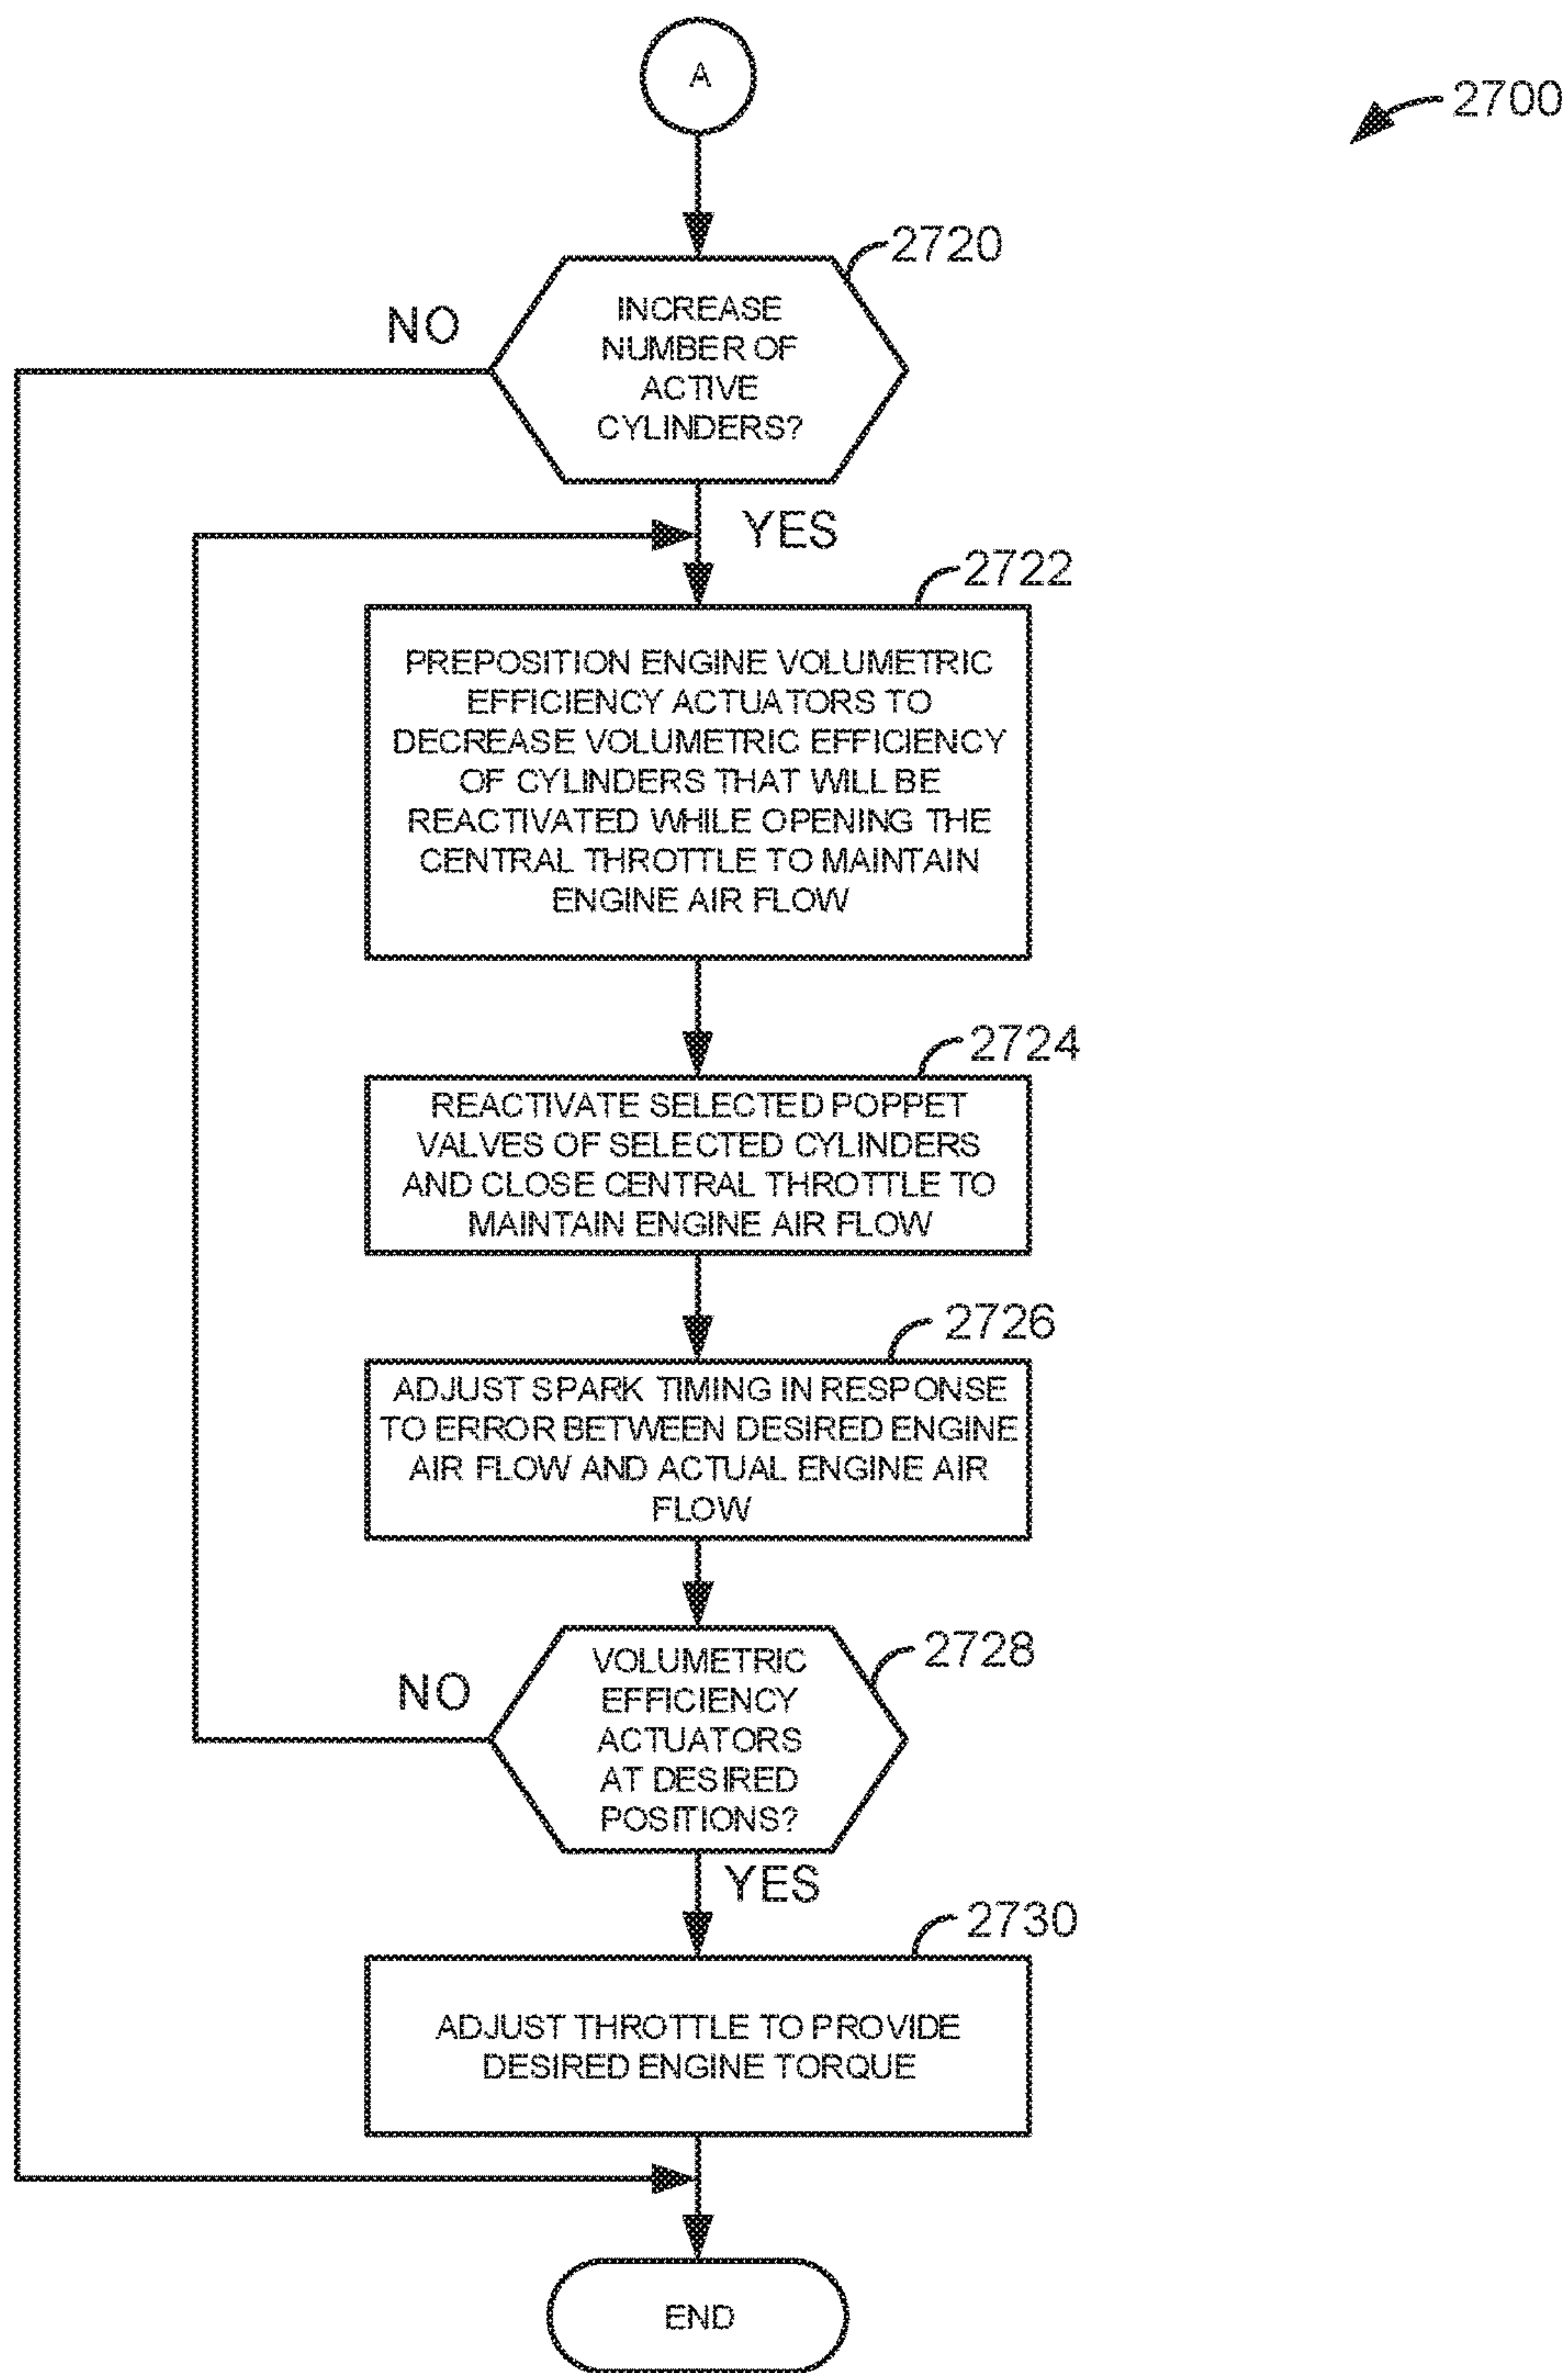 A
2700
2720
NO
INCREASE
NUMBER OF
ACTIVE
CYLINDERS?
YES
2722
PREPOSITION ENGINE VOLUMETRIC
EFFICIENCY ACTUATORS TO
DECREASE VOLUMETRIC EFFICIENCY
OF CYLINDERS THAT WILL BE
REACTIVATED WHILE OPENING THE
CENTRAL THROTTLE TO MAINTAIN
ENGINE AIR FLOW
2724
REACTIVATE SELECTED POPPET
VALVES OF SELECTED CYLINDERS
AND CLOSE CENTRAL THROTTLE TO
MAINTAIN ENGINE AIR FLOW
2726
ADJUST SPARK TIMING IN RESPONSE
TO ERROR BETWEEN DESIRED ENGINE
AIR FLOW AND ACTUAL ENGINE AIR
FLOW
2728
NO
VOLUMETRIC
EFFICIENCY
ACTUATORS
AT DESIRED
POSITIONS?
YES
2730
ADJUST THROTTLE TO PROVIDE
DESIRED ENGINE TORQUE
END